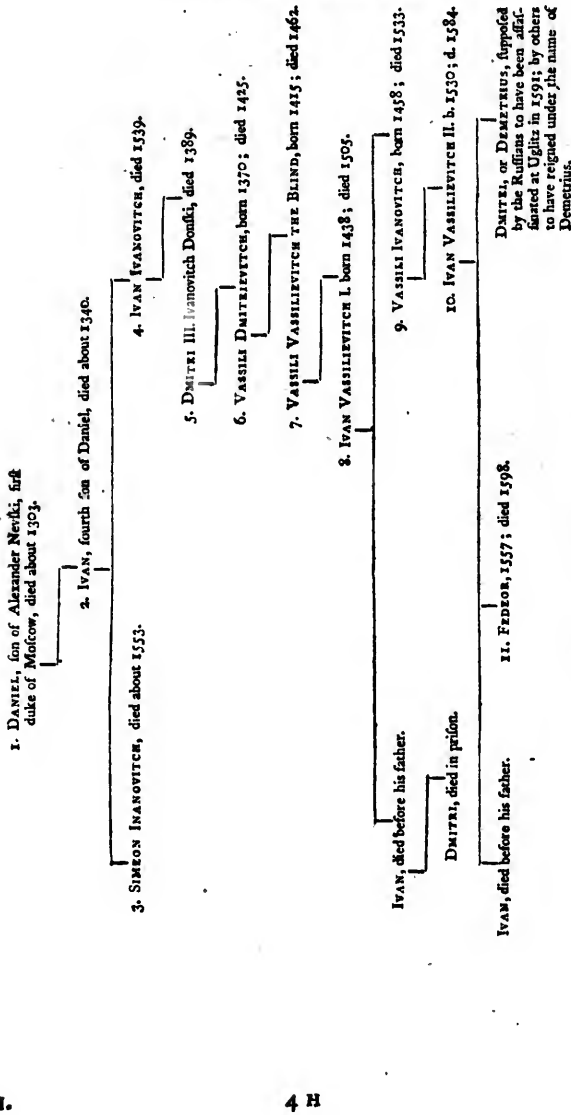 1. DANIEL, ſon of Alexander Nevſki, firſt
duke of Moſcow, died about 1303.
2. IVAN, fourth ſon of Daniel, died about 1340.
3. SIMEON INANOVITCH, died about 1553.
4. IVAN IVANOVITCH, died 1539.
5. DMITRI III. Ivanovitch Donſki, died 1389.
6. VASSILI DMITRIEVITCH, born 1370; died 1425.
7. VASSILI VASSILIEVITCH THE BLIND, born 1415; died 1462.
8. IVAN VASSILIEVITCH I. born 1438; died 1505.
IVAN, died before his father.
9. VASSILI IVANOVITCH, born 1458; died 1533.
DMITRI, died in priſon.
10. IVAN VASSILIEVITCH II. b. 1530; d. 1584.
IVAN, died before his father.
11. FEDEOR, 1557; died 1598.
DMITRI, or DEMETRIUS, ſuppoſed
by the Ruſſians to have been aſſaſ-
ſinated at Uglitz in 1591; by others
to have reigned under the name of
Demetrius.
4 H